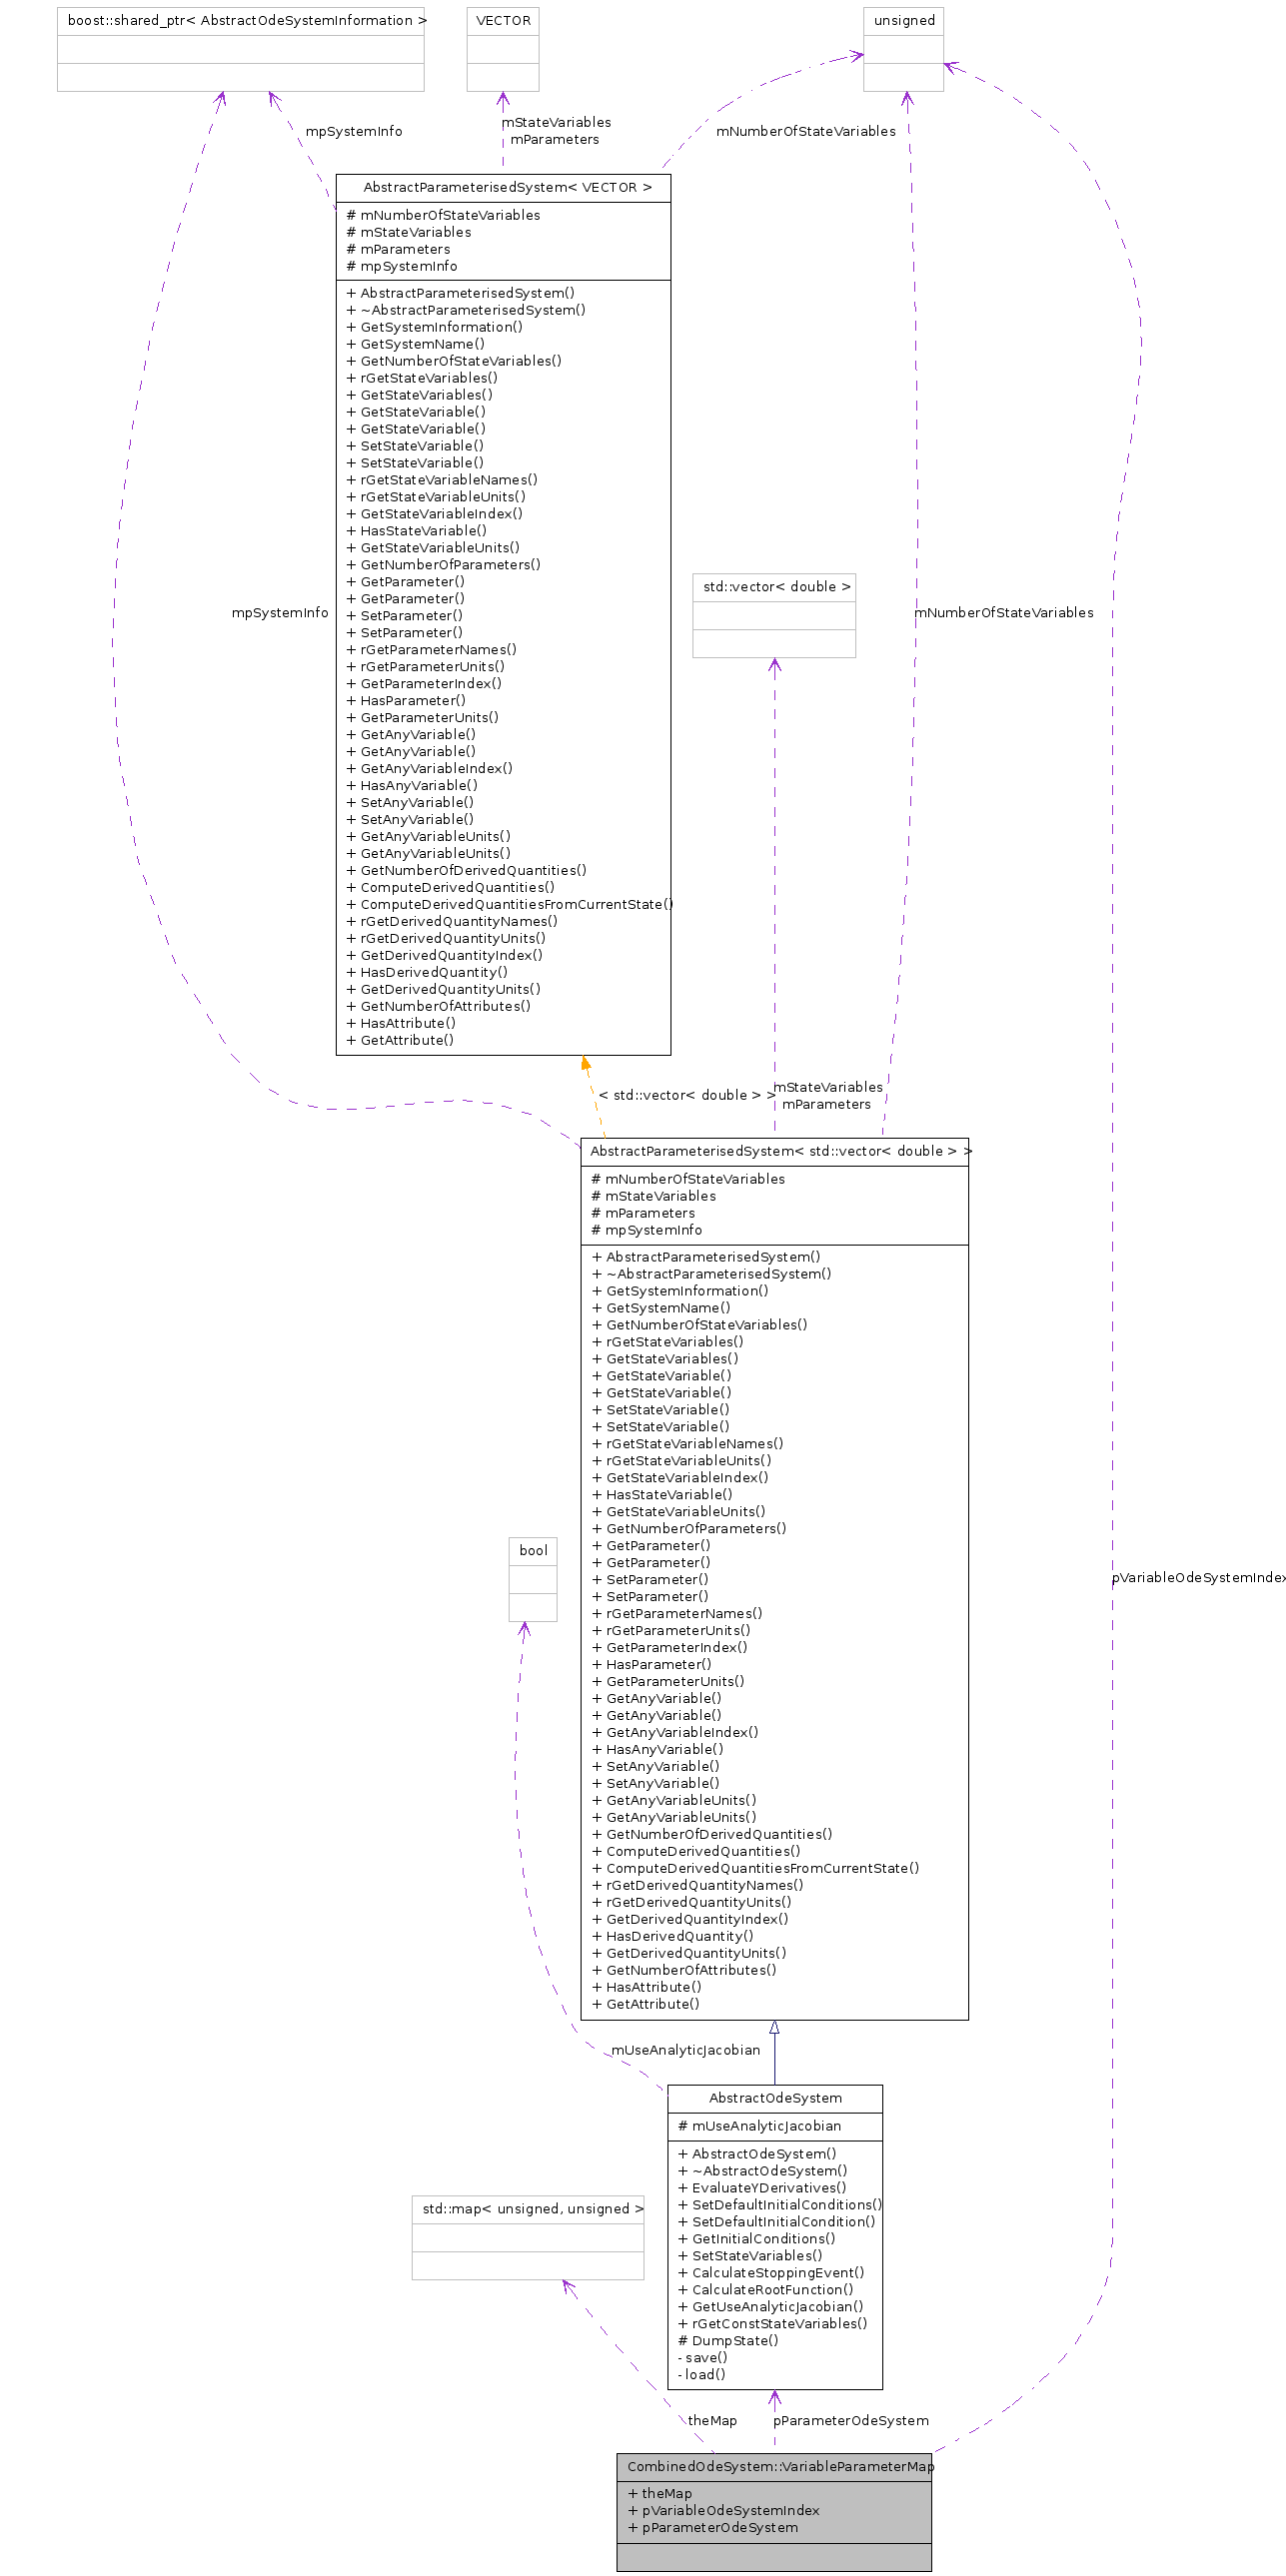 boost::shared_ptr< AbstractOdeSystemInformation >
VECTOR
unsigned
mpSystemInfo
mStateVariables
mParameters
mNumberOfStateVariables
AbstractParameterisedSystem< VECTOR >
# mNumberOfStateVariables
# mStateVariables
# mParameters
# mpSystemInfo
+ AbstractParameterisedSystem()
+ ~AbstractParameterisedSystem()
+ GetSystemInformation()
+ GetSystemName()
+ GetNumberOfStateVariables()
+ rGetStateVariables()
+ GetStateVariables()
+ GetStateVariable()
+ GetStateVariable()
+ SetStateVariable()
+ SetStateVariable()
+ rGetStateVariableNames()
+ rGetStateVariableUnits()
+ GetStateVariableIndex()
+ HasStateVariable()
+ GetStateVariableUnits()
+ GetNumberOfParameters()
+ GetParameter()
+ GetParameter()
+ SetParameter()
+ SetParameter()
+ rGetParameterNames()
+ rGetParameterUnits()
+ GetParameterIndex()
+ HasParameter()
+ GetParameterUnits()
+ GetAnyVariable()
+ GetAnyVariable()
+ GetAnyVariableIndex()
+ HasAnyVariable()
+ SetAnyVariable()
+ SetAnyVariable()
+ GetAnyVariableUnits()
+ GetAnyVariableUnits()
+ GetNumberOfDerivedQuantities()
+ ComputeDerivedQuantities()
+ ComputeDerivedQuantitiesFromCurrentState()
+ rGetDerivedQuantityNames()
+ rGetDerivedQuantityUnits()
+ GetDerivedQuantityIndex()
+ HasDerivedQuantity()
+ GetDerivedQuantityUnits()
+ GetNumberOfAttributes()
+ HasAttribute()
+ GetAttribute()
std::vector< double >
mpSystemInfo
mNumberOfStateVariables
< std::vector< double > >
mStateVariables
mParameters
AbstractParameterisedSystem< std::vector< double > >
# mNumberOfStateVariables
# mStateVariables
# mParameters
# mpSystemInfo
+ AbstractParameterisedSystem()
+ ~AbstractParameterisedSystem()
+ GetSystemInformation()
+ GetSystemName()
+ GetNumberOfStateVariables()
+ rGetStateVariables()
+ GetStateVariables()
+ GetStateVariable()
+ GetStateVariable()
+ SetStateVariable()
+ SetStateVariable()
+ rGetStateVariableNames()
+ rGetStateVariableUnits()
+ GetStateVariableIndex()
+ HasStateVariable()
+ GetStateVariableUnits()
+ GetNumberOfParameters()
+ GetParameter()
+ GetParameter()
+ SetParameter()
+ SetParameter()
+ rGetParameterNames()
+ rGetParameterUnits()
+ GetParameterIndex()
+ HasParameter()
+ GetParameterUnits()
+ GetAnyVariable()
+ GetAnyVariable()
+ GetAnyVariableIndex()
+ HasAnyVariable()
+ SetAnyVariable()
+ SetAnyVariable()
+ GetAnyVariableUnits()
+ GetAnyVariableUnits()
+ GetNumberOfDerivedQuantities()
+ ComputeDerivedQuantities()
+ ComputeDerivedQuantitiesFromCurrentState()
+ rGetDerivedQuantityNames()
+ rGetDerivedQuantityUnits()
+ GetDerivedQuantityIndex()
+ HasDerivedQuantity()
+ GetDerivedQuantityUnits()
+ GetNumberOfAttributes()
+ HasAttribute()
+ GetAttribute()
bool
pVariableOdeSystemIndex
mUseAnalyticJacobian
AbstractOdeSystem
# mUseAnalyticJacobian
+ AbstractOdeSystem()
+ ~AbstractOdeSystem()
+ EvaluateYDerivatives()
+ SetDefaultInitialConditions()
+ SetDefaultInitialCondition()
+ GetInitialConditions()
+ SetStateVariables()
+ CalculateStoppingEvent()
+ CalculateRootFunction()
+ GetUseAnalyticJacobian()
+ rGetConstStateVariables()
# DumpState()
- save()
- load()
std::map< unsigned, unsigned >
theMap
pParameterOdeSystem
CombinedOdeSystem::VariableParameterMap
+ theMap
+ pVariableOdeSystemIndex
+ pParameterOdeSystem